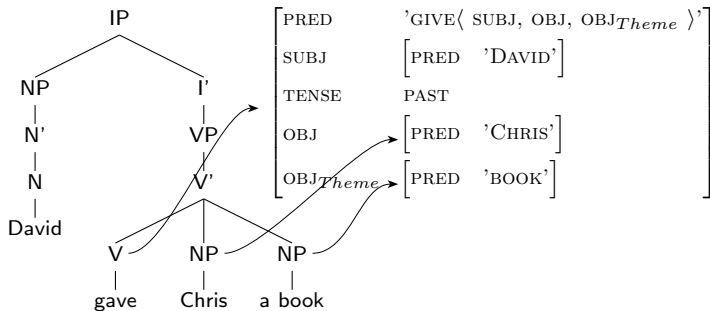 IP
PRED 'GIVE⟨ SUBJ, OBJ, OBJTheme ⟩'
SUBJ [PRED 'DAVID']
NP I'
TENSE PAST
N' VP
OBJ [PRED 'CHRIS']
N V'
OBJTheme [PRED 'BOOK']
David
V NP NP
gave Chris a book